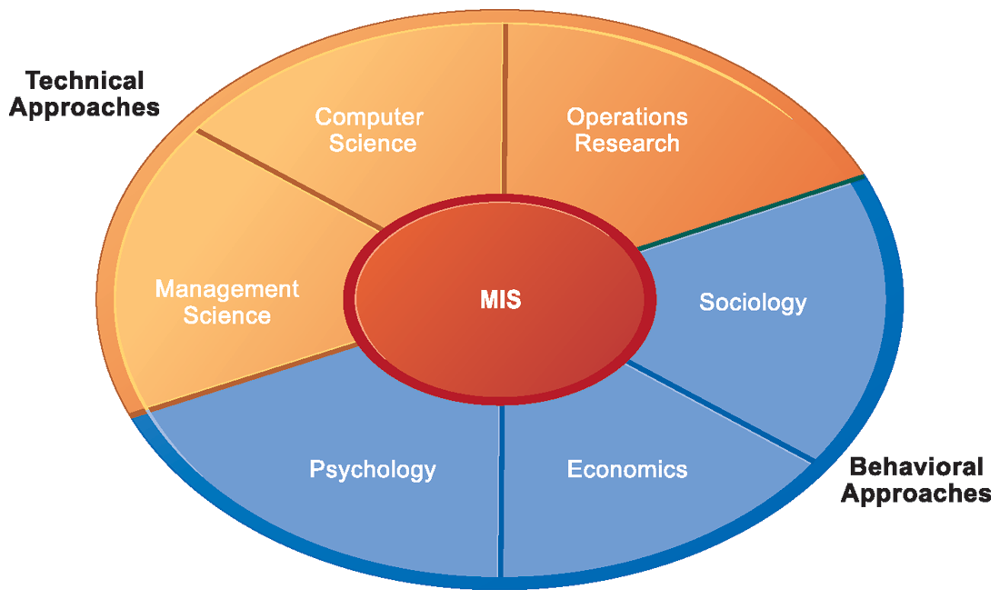 Technical
Approaches
Computer
Science
Operations
Research
Management
Science
MIS
Sociology
Psychology
Economics
Behavioral
Approaches